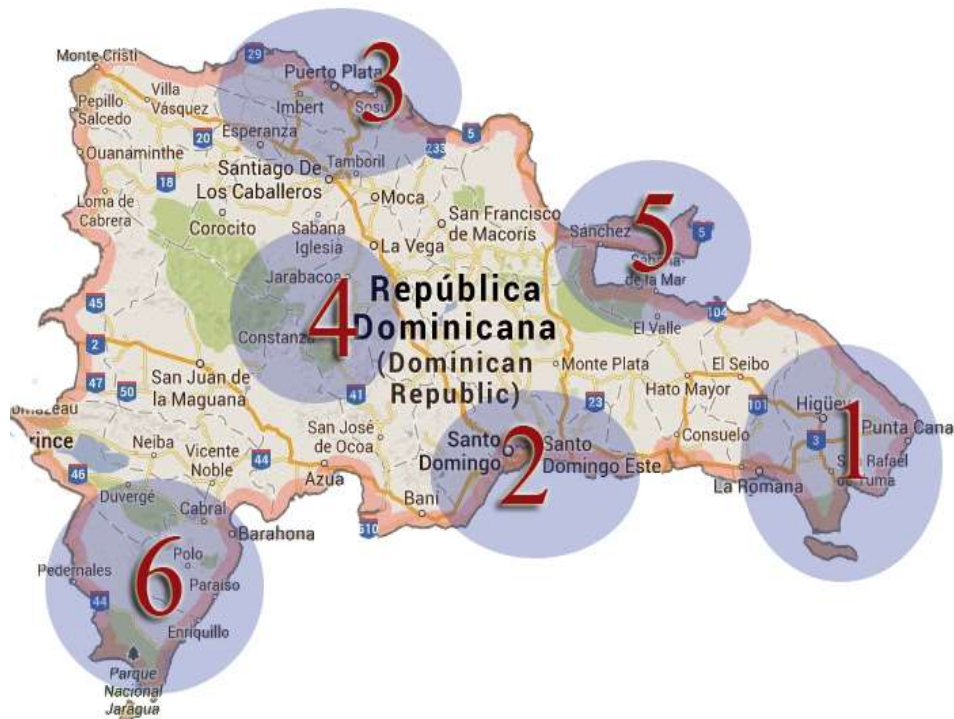 29
3
Monte Cristi
Puerto Plata
Villa
Vásquez
Imbert
Pepillo
Salcedo
Esperanza
20
5
233
Ouanaminthe
Tamboril
Santiago De
Los Caballeros
18
Moca
Loma de
Cabrera
Corocito
Sabana
Iglesia
San Francisco
de Macorís
La Vega
5
Sánchez
5
de la Mar
Jarabacoa
República
Dominicana
(Dominican
Republic)
4
45
104
El Valle
Constanza
2
San Juan de
la Maguana
Monte Plata
El Seibo
47
50
41
Hato Mayor
23
101
Higüey
1
3
Punta Cana
rince
Neiba
Vicente
Noble
San José
de Ocoa
Santo
Domingo
2
Santo
Domingo Este
Consuelo
44
46
Azua
La Romana
Duvergé
Bani
Cabral
Barahona
6
Polo
Pedernales
Paraiso
44
Enriquillo
Parque
Nacional
Jaragua